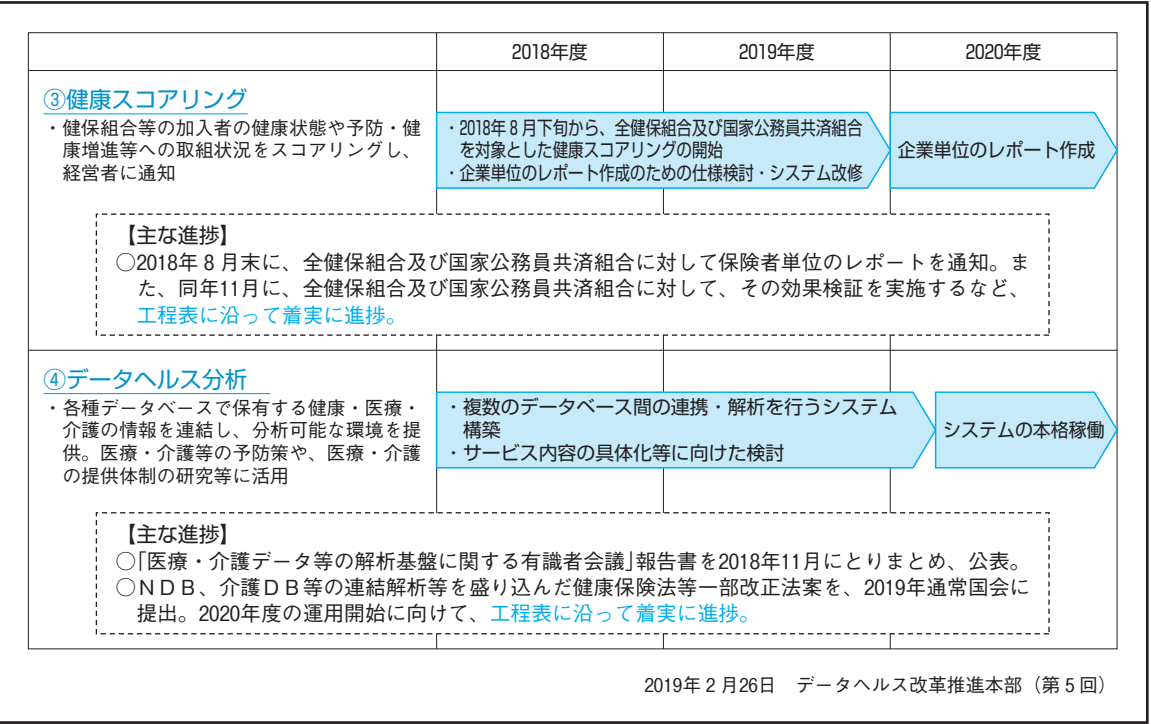 2018年度 2019年度 2020年度
③健康スコアリング
・健保組合等の加入者の健康状態や予防・健
康増進等への取組状況をスコアリングし、
経営者に通知
・2018年8月下旬から、全健保組合及び国家公務員共済組合
を対象とした健康スコアリングの開始
・企業単位のレポート作成のための仕様検討・システム改修
企業単位のレポート作成
【主な進捗】
○2018年8月末に、全健保組合及び国家公務員共済組合に対して保険者単位のレポートを通知。ま
た、同年11月に、全健保組合及び国家公務員共済組合に対して、その効果検証を実施するなど、
工程表に沿って着実に進捗。
④データヘルス分析
・各種データベースで保有する健康・医療・
介護の情報を連結し、分析可能な環境を提
供。医療・介護等の予防策や、医療・介護
の提供体制の研究等に活用
・複数のデータベース間の連携・解析を行うシステム
構築
・サービス内容の具体化等に向けた検討
システムの本格稼働
【主な進捗】
○「医療・介護データ等の解析基盤に関する有識者会議」報告書を2018年11月にとりまとめ、公表。
○ＮＤＢ、介護ＤＢ等の連結解析等を盛り込んだ健康保険法等一部改正法案を、2019年通常国会に
提出。2020年度の運用開始に向けて、工程表に沿って着実に進捗。
2019年2月26日　データヘルス改革推進本部（第5回）